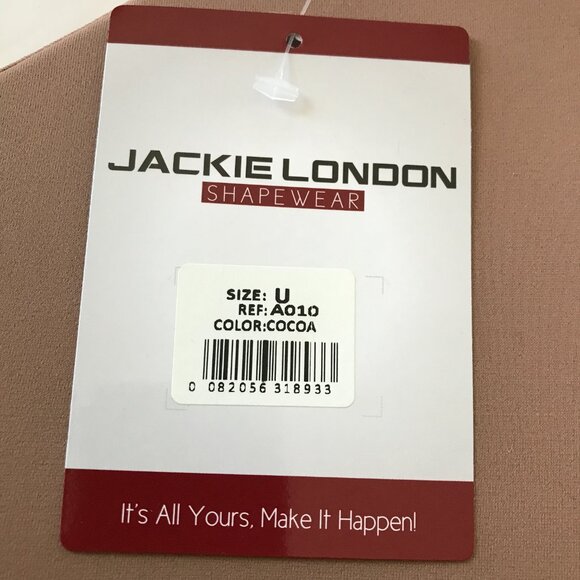 JACKIE LONDON
SHAPEWEAR
SIZE: U
REF: A010
COLOR:COCOA
0 082056 318933
It's All Yours, Make It Happen!